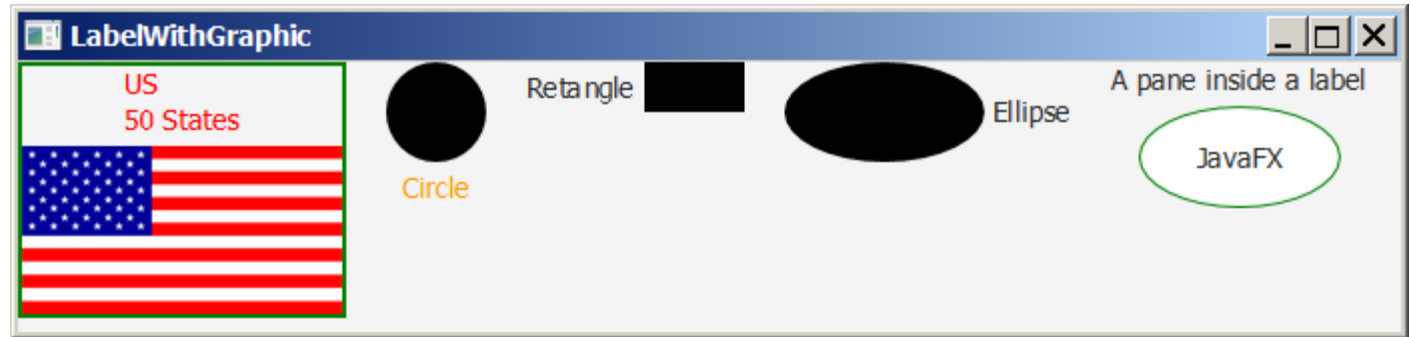 LabelWithGraphic
US
50 States
Circle
Retangle
Ellipse
A pane inside a label
JavaFX